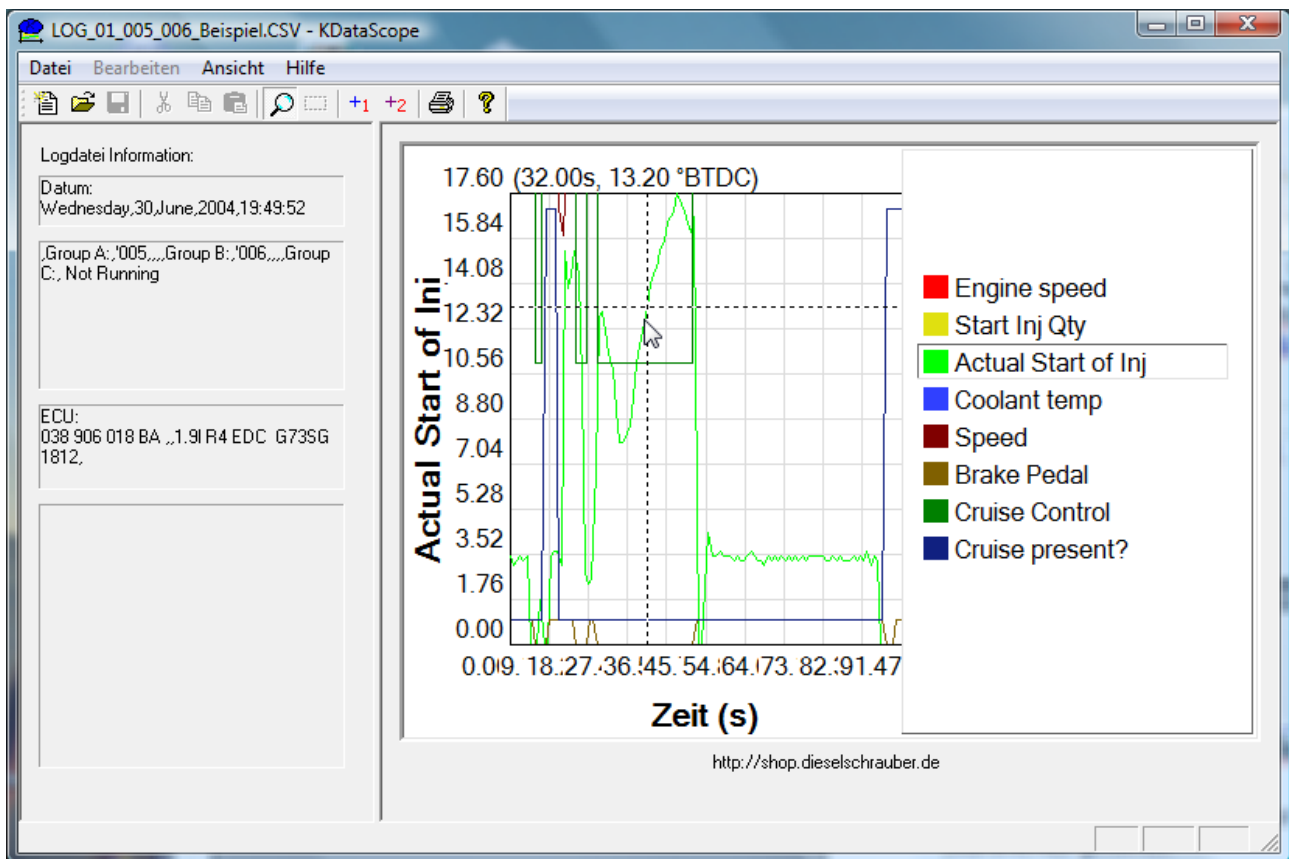 LOG_01_005_006_Beispiel.CSV - KDataScope
Datei Bearbeiten Ansicht Hilfe
+1 +2 ?
Logdatei Information:
Datum:
Wednesday,30,June,2004,19:49:52
,Group A:,'005,,,,Group B:,'006,,,,Group
C:, Not Running
ECU:
038 906 018 BA ,,1.9l R4 EDC G73SG
1812,
17.60 (32.00s, 13.20 °BTDC)
15.84
14.08
12.32
10.56
8.80
7.04
5.28
3.52
1.76
0.00
Actual Start of Inj
Zeit (s)
Engine speed
Start Inj Qty
Actual Start of Inj
Coolant temp
Speed
Brake Pedal
Cruise Control
Cruise present?
http://shop.dieselschrauber.de